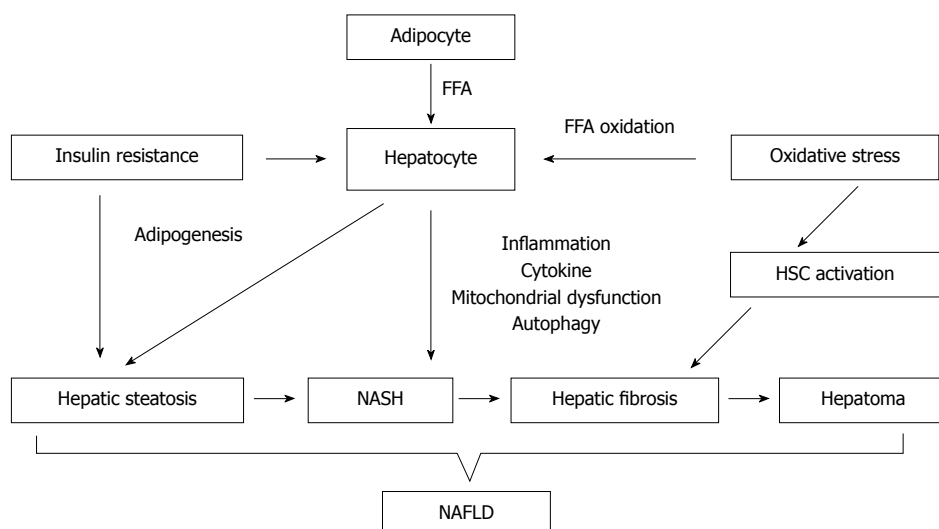 Adipocyte
FFA
FFA oxidation
Insulin resistance
Hepatocyte
Oxidative stress
Adipogenesis
Inflammation
Cytokine
Mitochondrial dysfunction
Autophagy
HSC activation
Hepatic steatosis
NASH
Hepatic fibrosis
Hepatoma
NAFLD